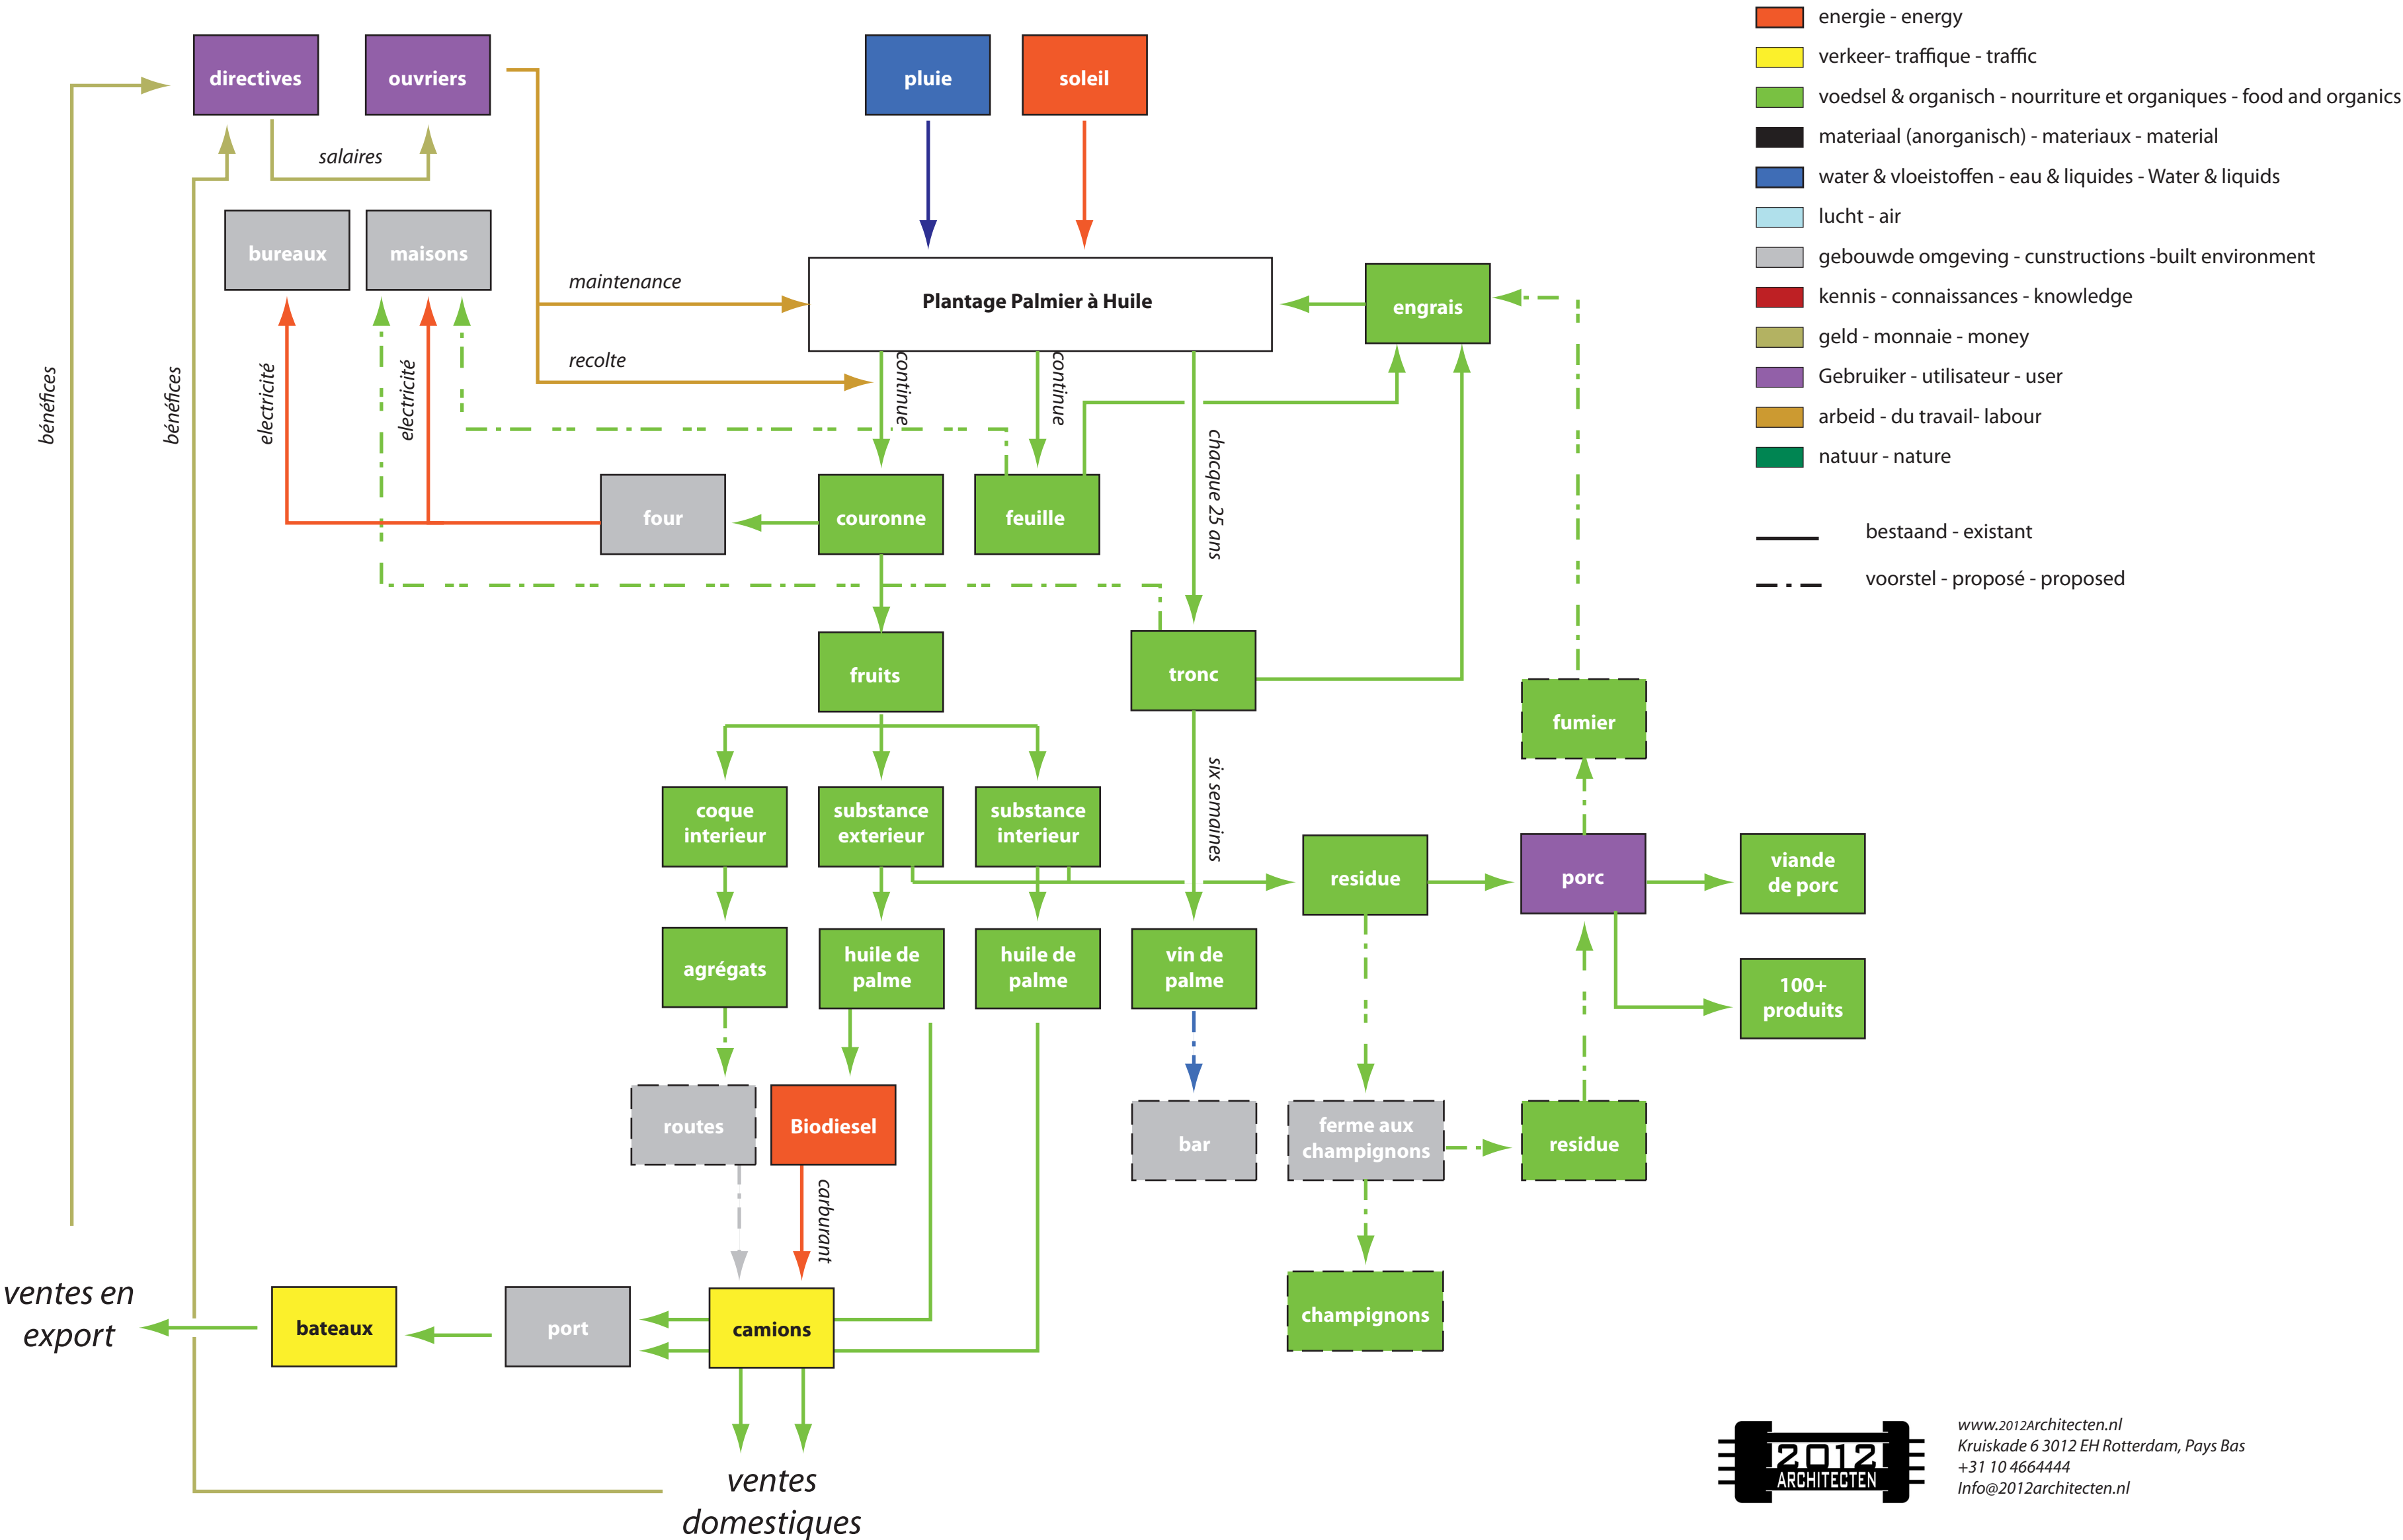 directives
ouvriers
pluie
soleil
salaires
bureaux
maisons
maintenance
Plantage Palmier à Huile
engrais
recolte
continue
continue
bénéfices
bénéfices
electricité
electricité
chacque 25 ans
four
couronne
feuille
fruits
tronc
fumier
coque
interieur
substance
exterieur
substance
interieur
six semaines
residue
porc
viande
de porc
agrégats
huile de
palme
huile de
palme
vin de
palme
100+
produits
routes
Biodiesel
bar
ferme aux
champignons
residue
carburant
ventes en
export
bateaux
port
camions
champignons
ventes
domestiques
energie - energy
verkeer- traffique - traffic
voedsel & organisch - nourriture et organiques - food and organics
materiaal (anorganisch) - materiaux - material
water & vloeistoffen - eau & liquides - Water & liquids
lucht - air
gebouwde omgeving - cunstructions -built environment
kennis - connaissances - knowledge
geld - monnaie - money
Gebruiker - utilisateur - user
arbeid - du travail- labour
natuur - nature
bestaand - existant
voorstel - proposé - proposed
2012
ARCHITECTEN
www.2012Architecten.nl
Kruiskade 6 3012 EH Rotterdam, Pays Bas
+31 10 4664444
Info@2012architecten.nl